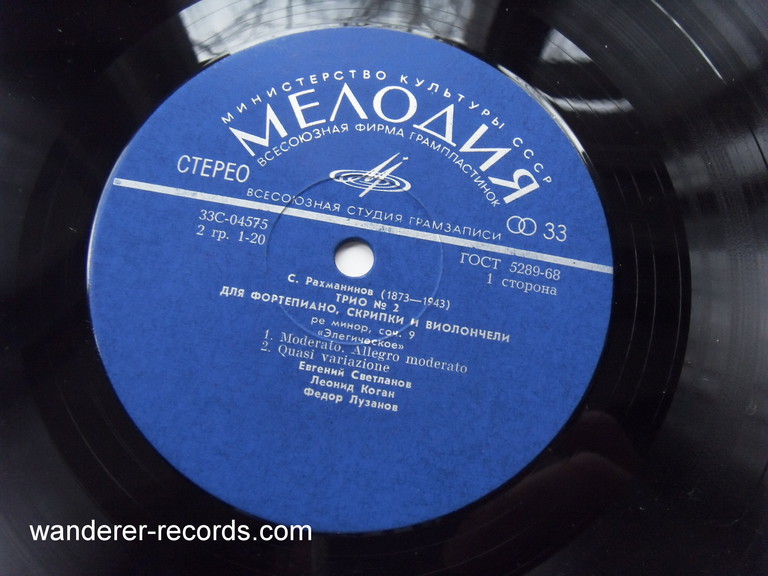 МИНИСТЕРСТВО КУЛЬТУРЫ СССР
МЕЛОДИЯ
ВСЕСОЮЗНАЯ ФИРМА ГРАМПЛАСТИНОК
СТЕРЕО
ВСЕСОЮЗНАЯ СТУДИЯ ГРАМЗАПИСИ
33
33С-04575
2 гр. 1-20
ГОСТ 5289-68
1 сторона
С. Рахманинов (1873—1943)
ТРИО № 2
ДЛЯ ФОРТЕПИАНО, СКРИПКИ И ВИОЛОНЧЕЛИ
ре минор, соч. 9
«Элегическое»
1. Moderato. Allegro moderato
2. Quasi variazione
Евгений Светланов
Леонид Коган
Федор Лузанов
wanderer-records.com